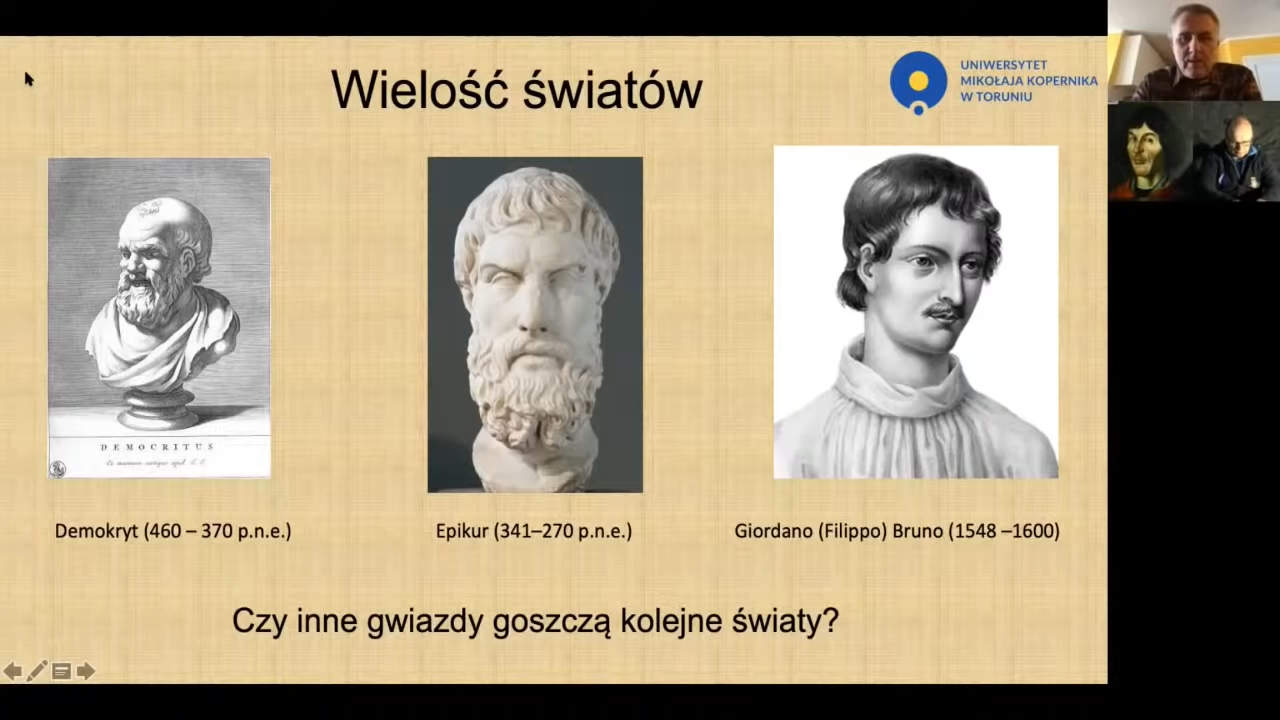 Wielość światów
UNIWERSYTET
MIKOŁAJA KOPERNIKA
W TORUNIU
DEMOCRITUS
Demokryt (460 – 370 p.n.e.)
Epikur (341–270 p.n.e.)
Giordano (Filippo) Bruno (1548 –1600)
Czy inne gwiazdy goszczą kolejne światy?